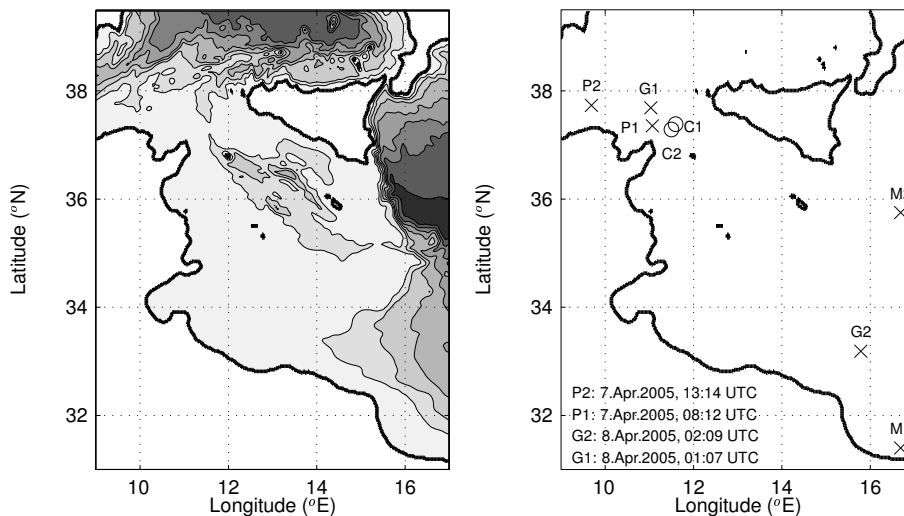 38
36
34
32
10
12
14
16
Latitude (°N)
Longitude (°E)
38
36
34
32
10
12
14
16
Latitude (°N)
Longitude (°E)
P2
G1
P1
C1
C2
G2
P2: 7.Apr.2005, 13:14 UTC
P1: 7.Apr.2005, 08:12 UTC
G2: 8.Apr.2005, 02:09 UTC
G1: 8.Apr.2005, 01:07 UTC